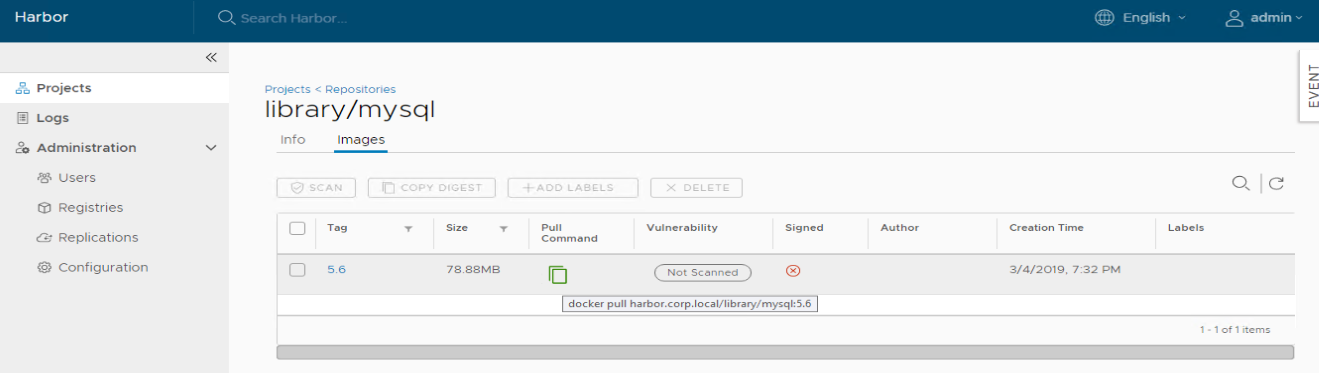 Harbor
Search Harbor...
English
admin
EVENT
Projects
Logs
Administration
Users
Registries
Replications
Configuration
Projects < Repositories
library/mysql
Info Images
SCAN COPY DIGEST +ADD LABELS × DELETE
Tag Size Pull Command Vulnerability Signed Author Creation Time Labels
5.6 78.88MB Not Scanned 3/4/2019, 7:32 PM
docker pull harbor.corp.local/library/mysql:5.6
1 - 1 of 1 items